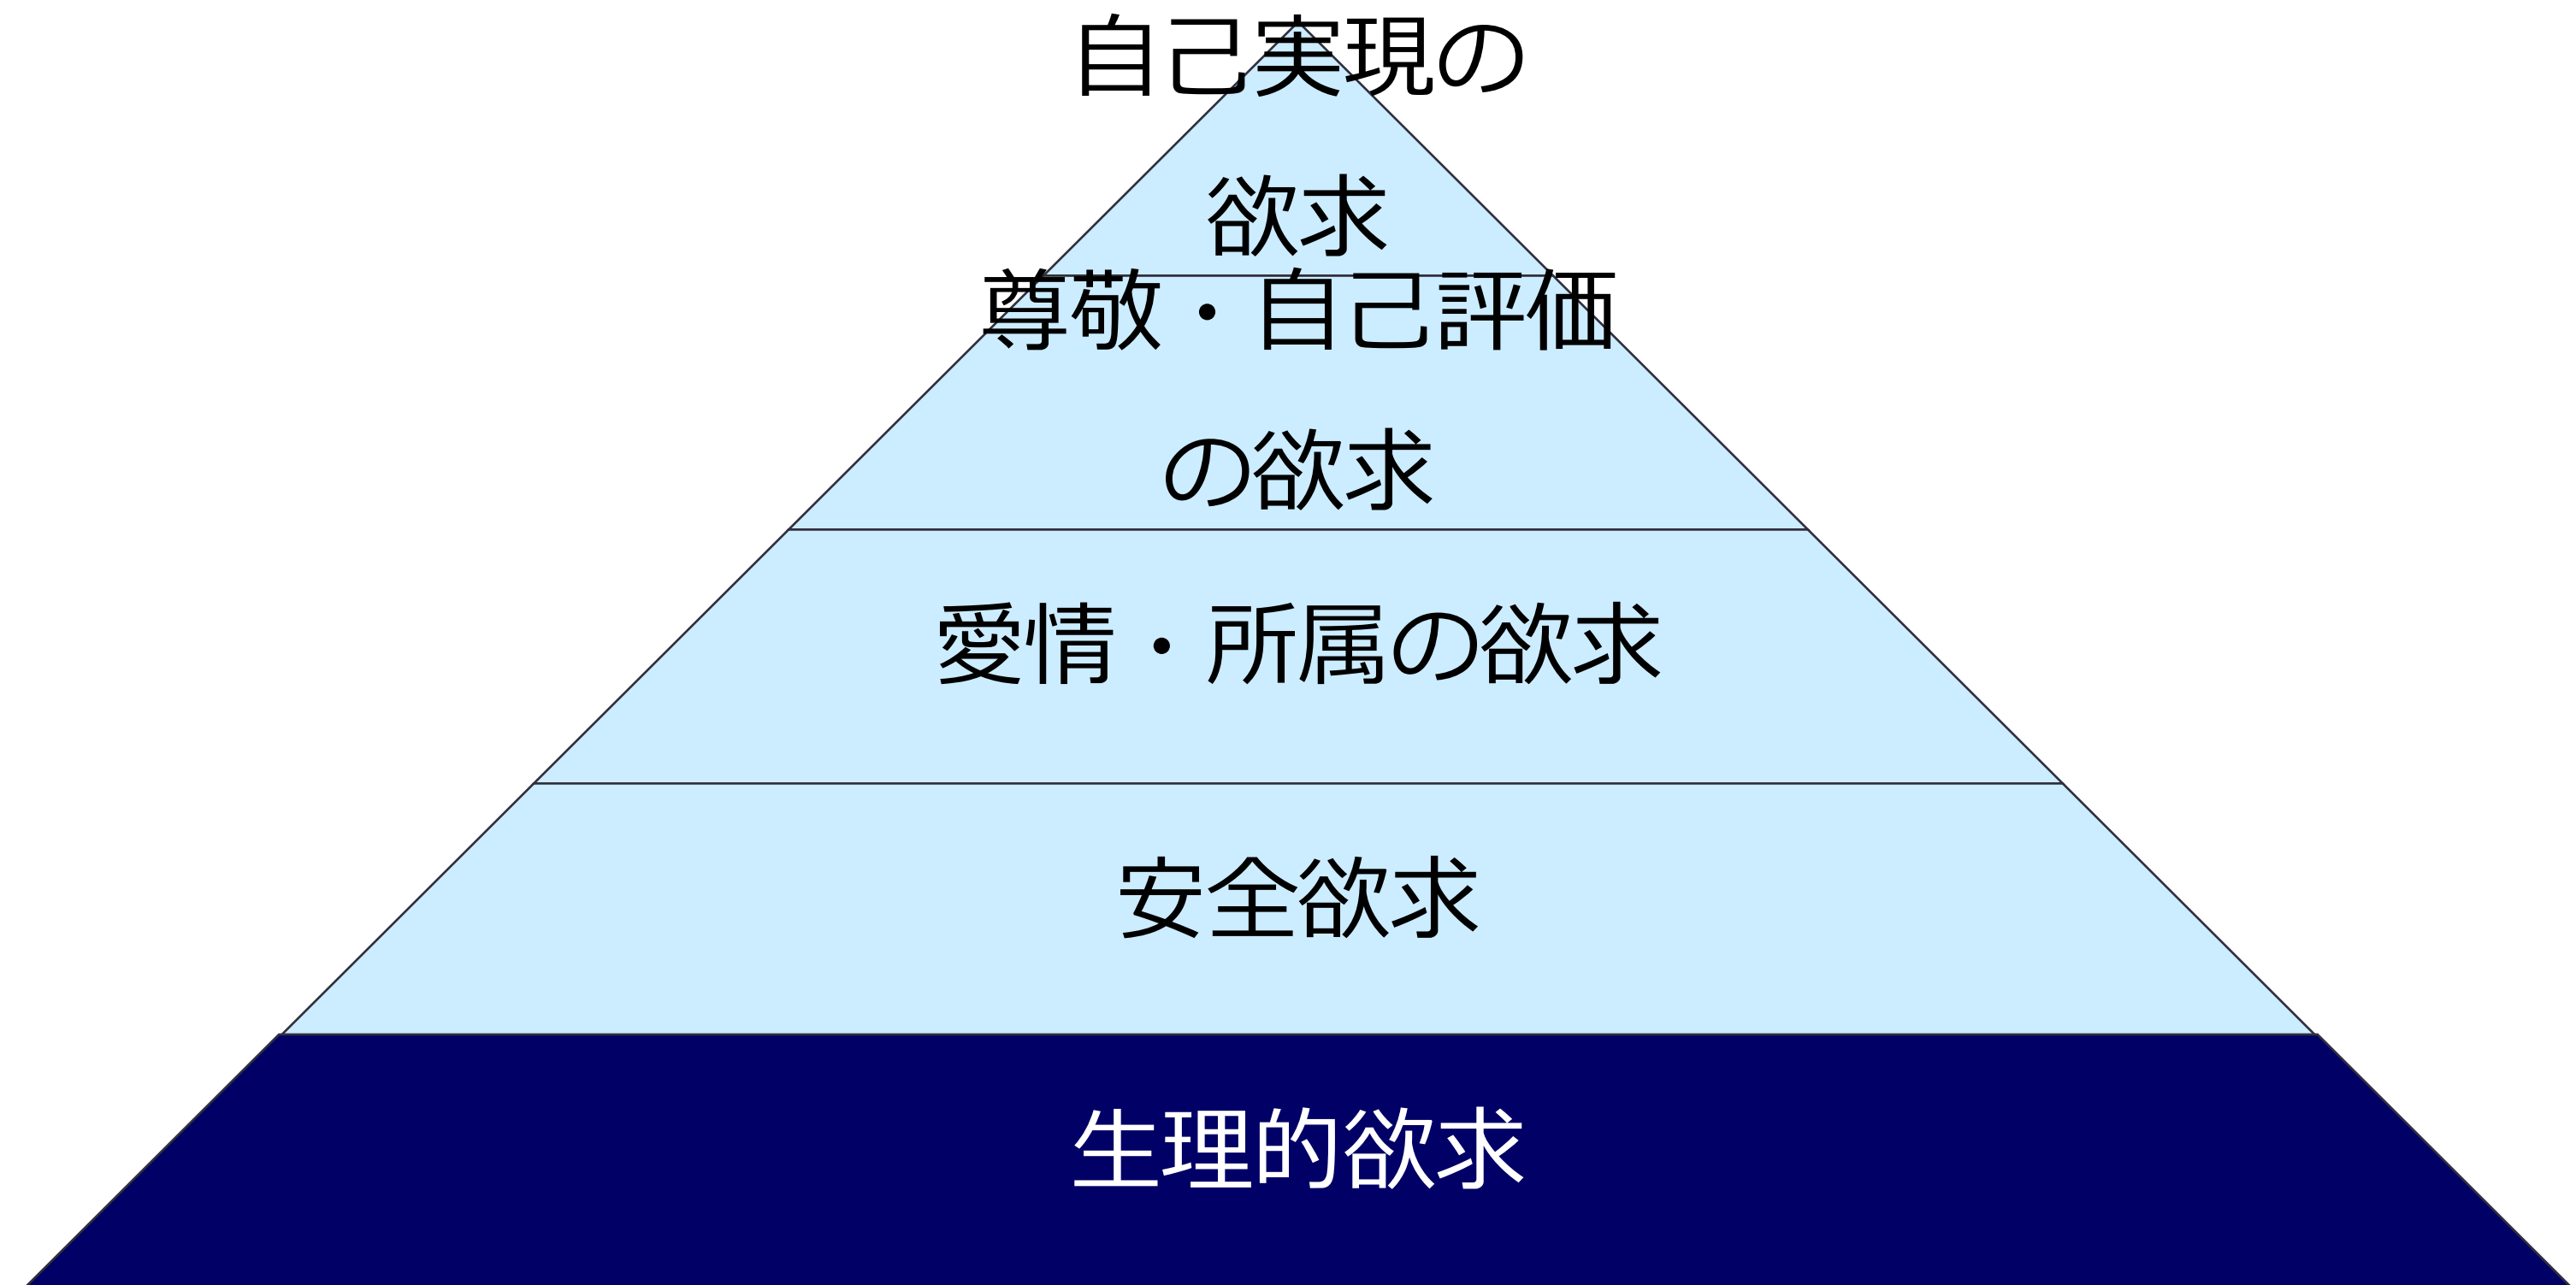 自己実現の
欲求
尊敬・自己評価
の欲求
愛情・所属の欲求
安全欲求
生理的欲求